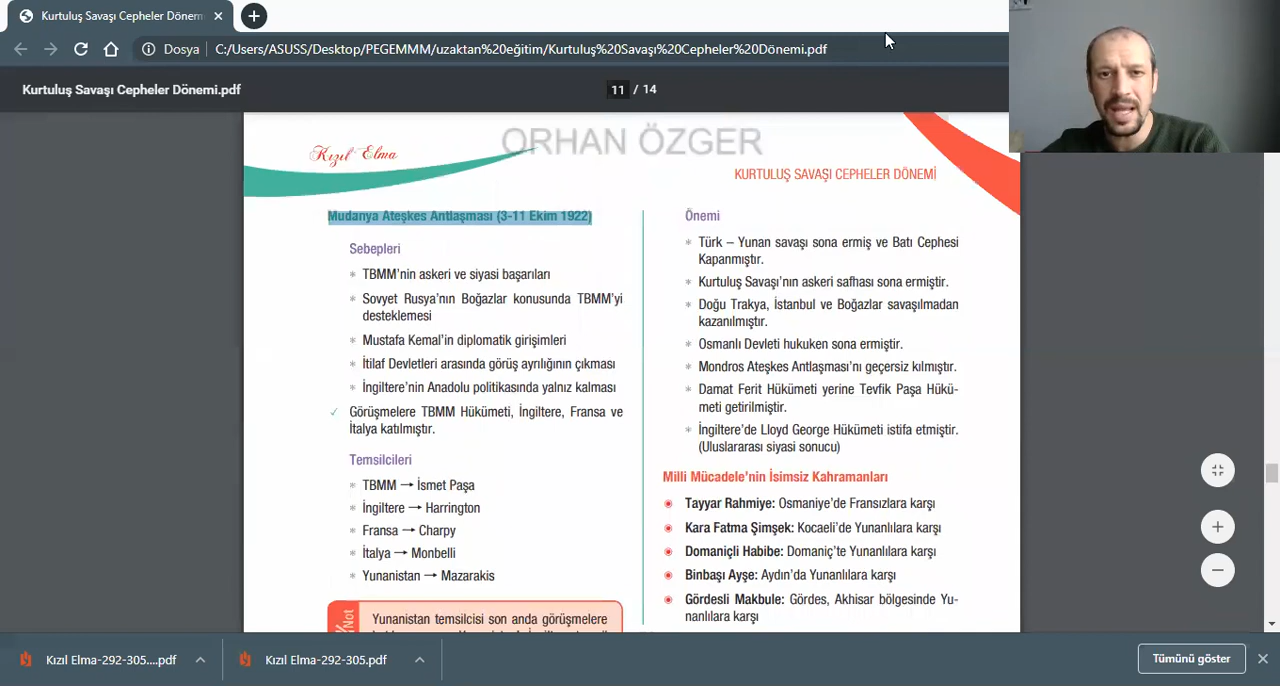 Kurtuluş Savaşı Cepheler Dönem
Dosya
C:/Users/ASUSS/Desktop/PEGEMMM/uzaktan%20eğitim/Kurtuluş%20Savaşı%20Cepheler%20Dönemi.pdf
Kurtuluş Savaşı Cepheler Dönemi.pdf
11 / 14
ORHAN ÖZGER
Kızıl Elma
KURTULUŞ SAVAŞI CEPHELER DÖNEMİ
Mudanya Ateşkes Antlaşması (3-11 Ekim 1922)
Sebepleri
* TBMM'nin askeri ve siyasi başarıları
* Sovyet Rusya'nın Boğazlar konusunda TBMM'yi
desteklemesi
* Mustafa Kemal'in diplomatik girişimleri
* İtilaf Devletleri arasında görüş ayrılığının çıkması
* İngiltere'nin Anadolu politikasında yalnız kalması
✓ Görüşmelere TBMM Hükümeti, İngiltere, Fransa ve
İtalya katılmıştır.
Temsilcileri
* TBMM → İsmet Paşa
* İngiltere → Harrington
* Fransa → Charpy
* İtalya → Monbelli
* Yunanistan → Mazarakis
Not
Yunanistan temsilcisi son anda görüşmelere
Önemi
* Türk – Yunan savaşı sona ermiş ve Batı Cephesi
Kapanmıştır.
* Kurtuluş Savaşı'nın askeri safhası sona ermiştir.
* Doğu Trakya, İstanbul ve Boğazlar savaşılmadan
kazanılmıştır.
* Osmanlı Devleti hukuken sona ermiştir.
* Mondros Ateşkes Antlaşması'nı geçersiz kılmıştır.
* Damat Ferit Hükümeti yerine Tevfik Paşa Hükü-
meti getirilmiştir.
* İngiltere'de Lloyd George Hükümeti istifa etmiştir.
(Uluslararası siyasi sonucu)
Milli Mücadele'nin İsimsiz Kahramanları
Tayyar Rahmiye: Osmaniye'de Fransızlara karşı
Kara Fatma Şimşek: Kocaeli'de Yunanlılara karşı
Domaniçli Habibe: Domaniç'te Yunanlılara karşı
Binbaşı Ayşe: Aydın'da Yunanlılara karşı
Gördesli Makbule: Gördes, Akhisar bölgesinde Yu-
nanlılara karşı
Kızıl Elma-292-305....pdf
Kızıl Elma-292-305.pdf
Tümünü göster